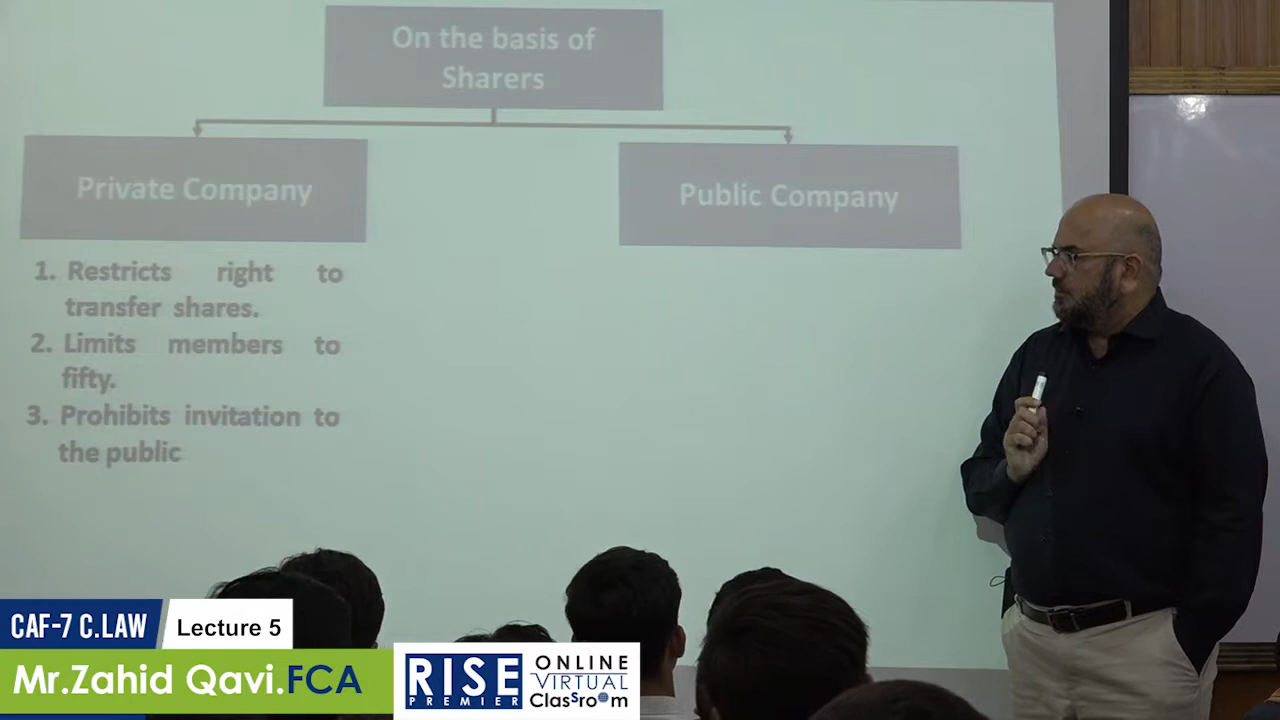 On the basis of
Sharers
Private Company
Public Company
1. Restricts right to
transfer shares.
2. Limits members to
fifty.
3. Prohibits invitation to
the public
CAF-7 C.LAW
Lecture 5
Mr.Zahid Qavi.FCA
RISE
PREMIER
ONLINE
VIRTUAL
Classroom